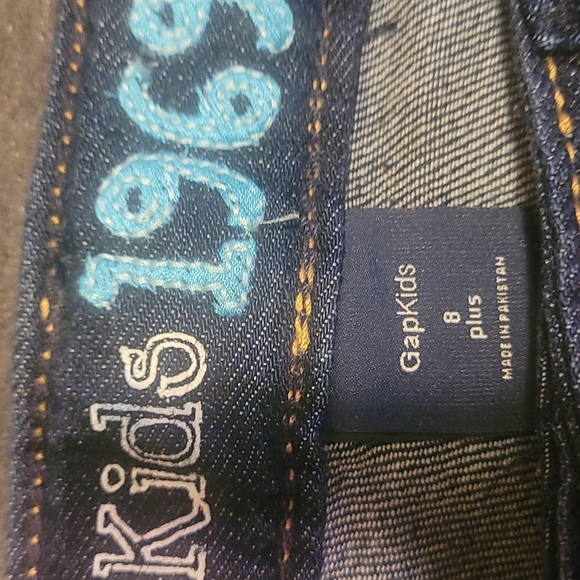 Kids 1969
GapKids
8
plus
MADE IN PAKISTAN